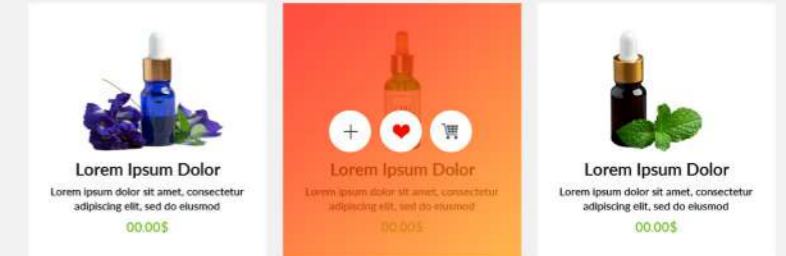 Lorem Ipsum Dolor
Lorem ipsum dolor sit amet, consectetur
adipiscing elit, sed do eiusmod
00.00$
Lorem Ipsum Dolor
Lorem ipsum dolor sit amet, consectetur
adipiscing elit, sed do eiusmod
00.00$
Lorem Ipsum Dolor
Lorem ipsum dolor sit amet, consectetur
adipiscing elit, sed do eiusmod
00.00$